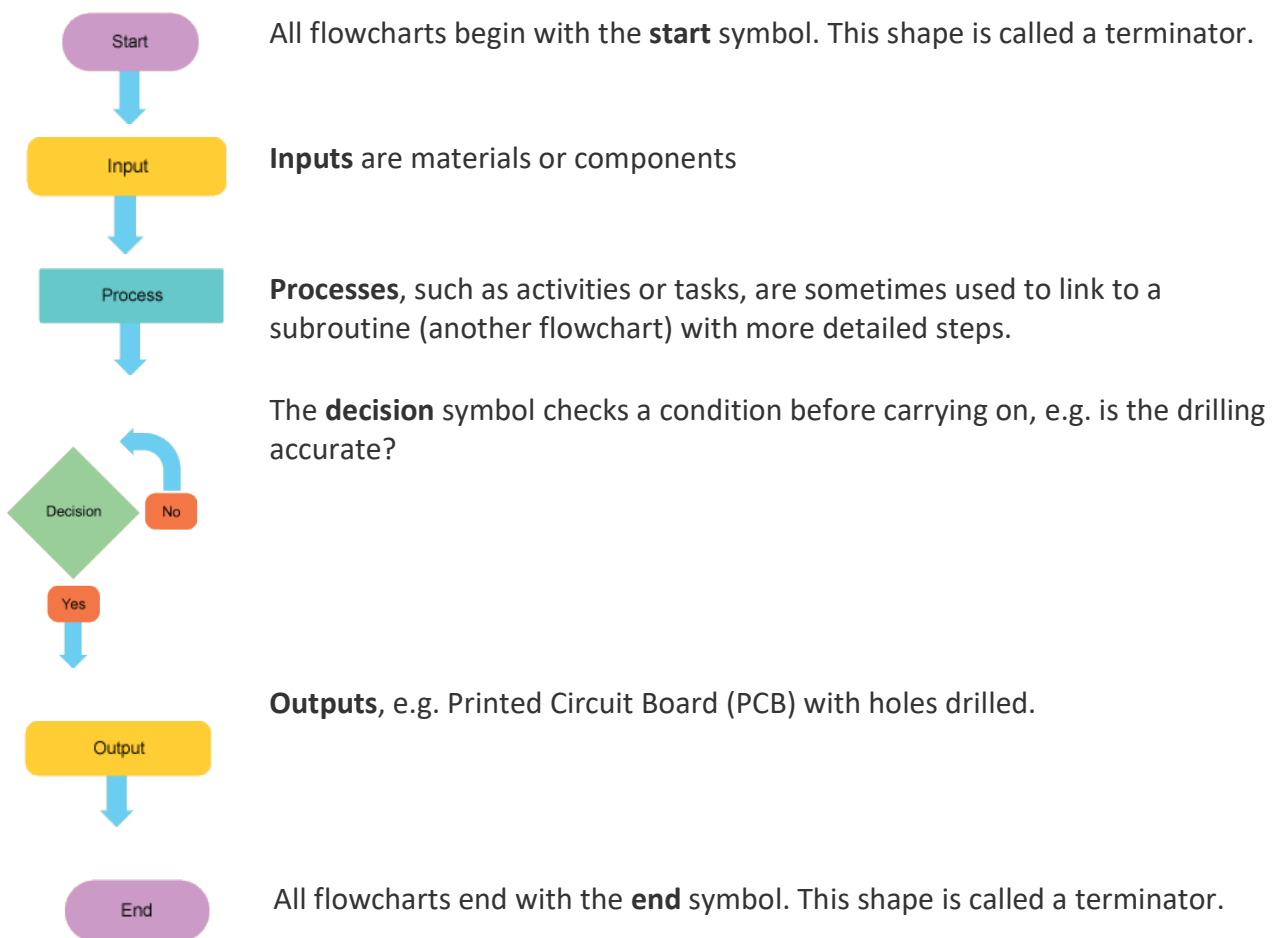 Start
All flowcharts begin with the start symbol. This shape is called a terminator.
Input
Inputs are materials or components
Process
Processes, such as activities or tasks, are sometimes used to link to a
subroutine (another flowchart) with more detailed steps.
The decision symbol checks a condition before carrying on, e.g. is the drilling
accurate?
Decision
No
Yes
Outputs, e.g. Printed Circuit Board (PCB) with holes drilled.
Output
End
All flowcharts end with the end symbol. This shape is called a terminator.